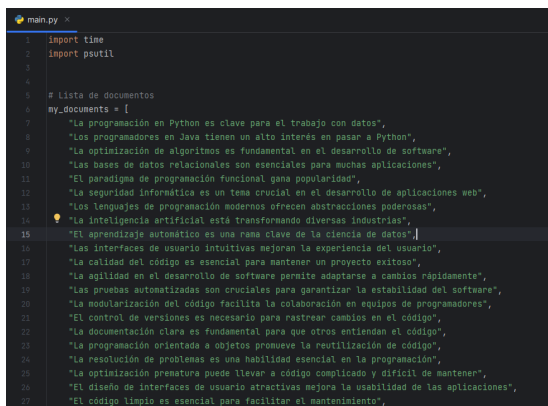 main.py ×
1 import time
2 import psutil
3
4
5 # Lista de documentos
6 my_documents = [
7 "La programación en Python es clave para el trabajo con datos",
8 "Los programadores en Java tienen un alto interés en pasar a Python",
9 "La optimización de algoritmos es fundamental en el desarrollo de software",
10 "Las bases de datos relacionales son esenciales para muchas aplicaciones",
11 "El paradigma de programación funcional gana popularidad",
12 "La seguridad informática es un tema crucial en el desarrollo de aplicaciones web",
13 "Los lenguajes de programación modernos ofrecen abstracciones poderosas",
14 "La inteligencia artificial está transformando diversas industrias",
15 "El aprendizaje automático es una rama clave de la ciencia de datos",
16 "Las interfaces de usuario intuitivas mejoran la experiencia del usuario",
17 "La calidad del código es esencial para mantener un proyecto exitoso",
18 "La agilidad en el desarrollo de software permite adaptarse a cambios rápidamente",
19 "Las pruebas automatizadas son cruciales para garantizar la estabilidad del software",
20 "La modularización del código facilita la colaboración en equipos de programadores",
21 "El control de versiones es necesario para rastrear cambios en el código",
22 "La documentación clara es fundamental para que otros entiendan el código",
23 "La programación orientada a objetos promueve la reutilización de código",
24 "La resolución de problemas es una habilidad esencial en la programación",
25 "La optimización prematura puede llevar a código complicado y difícil de mantener",
26 "El diseño de interfaces de usuario atractivas mejora la usabilidad de las aplicaciones",
27 "El código limpio es esencial para facilitar el mantenimiento",